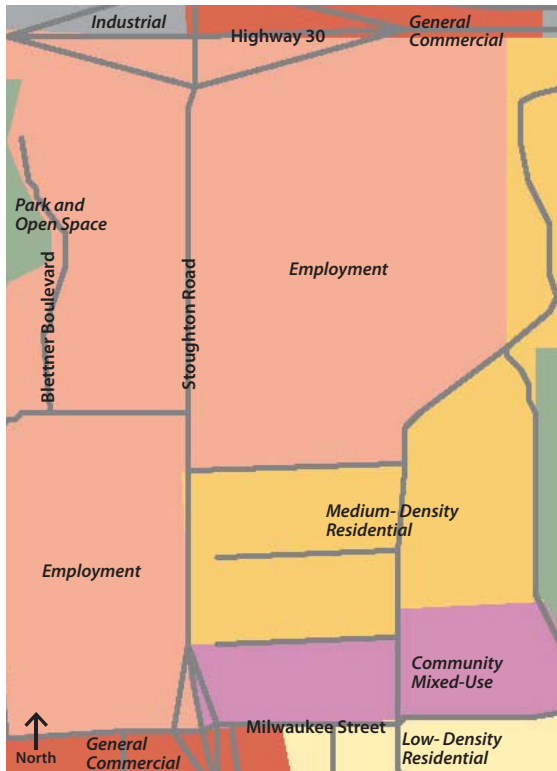 Industrial
General
Commercial
Highway 30
Park and
Open Space
Employment
Stoughton Road
Blettner Boulevard
Medium- Density
Residential
Employment
Community
Mixed-Use
Milwaukee Street
North
General
Commercial
Low- Density
Residential